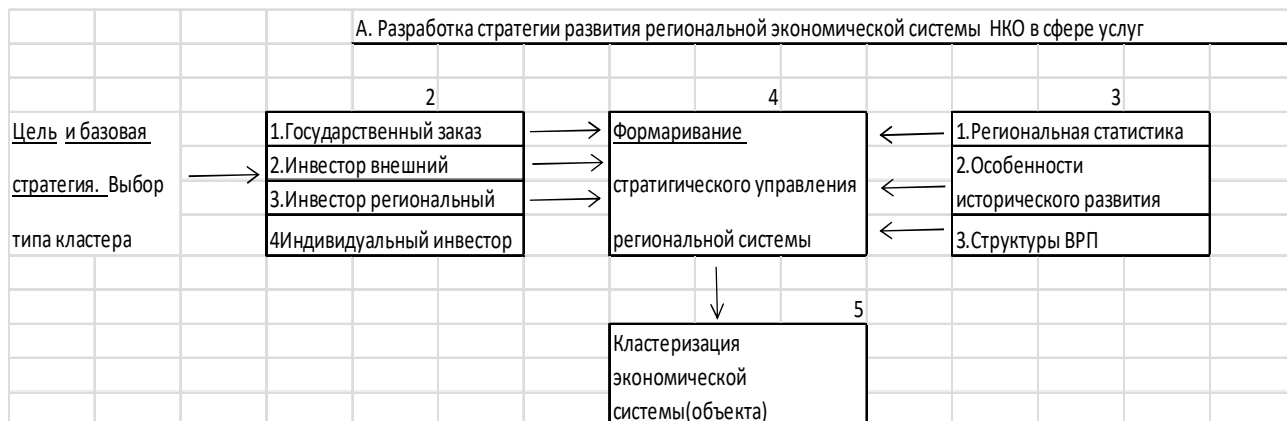 А. Разработка стратегии развития региональной экономической системы НКО в сфере услуг
2
4
3
Цель и базовая
стратегия. Выбор
типа кластера
1.Государственный заказ
2.Инвестор внешний
3.Инвестор региональный
4Индивидуальный инвестор
Формаривание
стратигического управления
региональной системы
1.Региональная статистика
2.Особенности
исторического развития
3.Структуры ВРП
5
Кластеризация
экономической
системы(объекта)